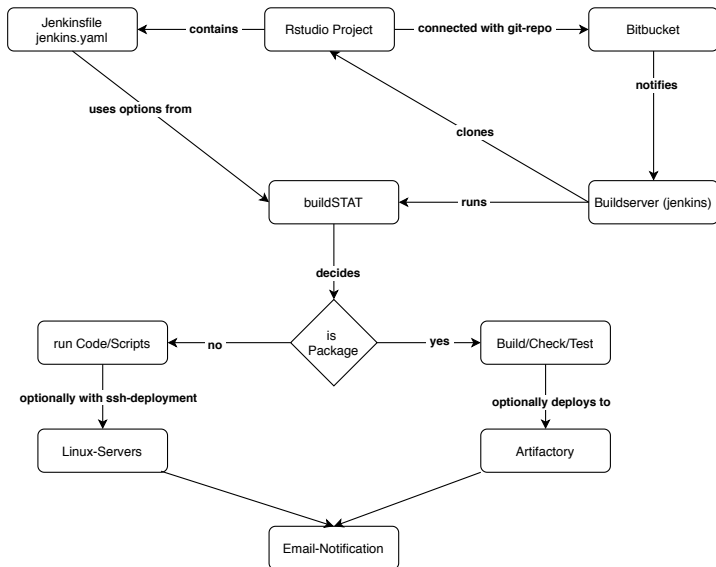 Jenkinsfile
jenkins.yaml
contains
Rstudio Project
connected with git-repo
Bitbucket
notifies
uses options from
clones
buildSTAT
runs
Buildserver (jenkins)
decides
run Code/Scripts
no
is
Package
yes
Build/Check/Test
optionally with ssh-deployment
optionally deploys to
Linux-Servers
Artifactory
Email-Notification